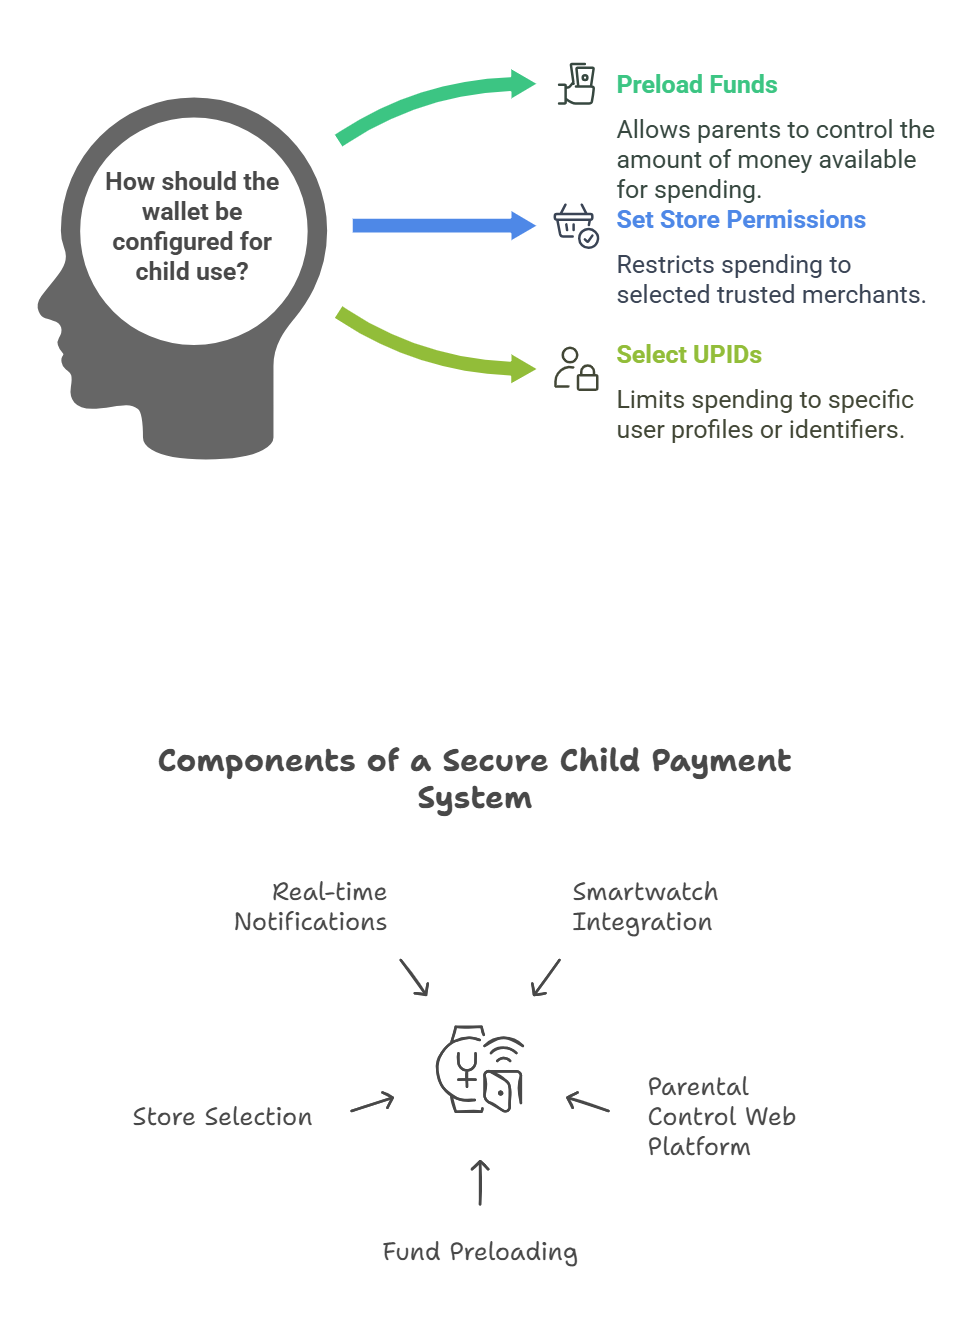 How should the
wallet be
configured for
child use?
Preload Funds
Allows parents to control the
amount of money available
for spending.
Set Store Permissions
Restricts spending to
selected trusted merchants.
Select UPIDs
Limits spending to specific
user profiles or identifiers.
Components of a Secure Child Payment
System
Real-time
Notifications
Smartwatch
Integration
Store Selection
Parental
Control Web
Platform
Fund Preloading